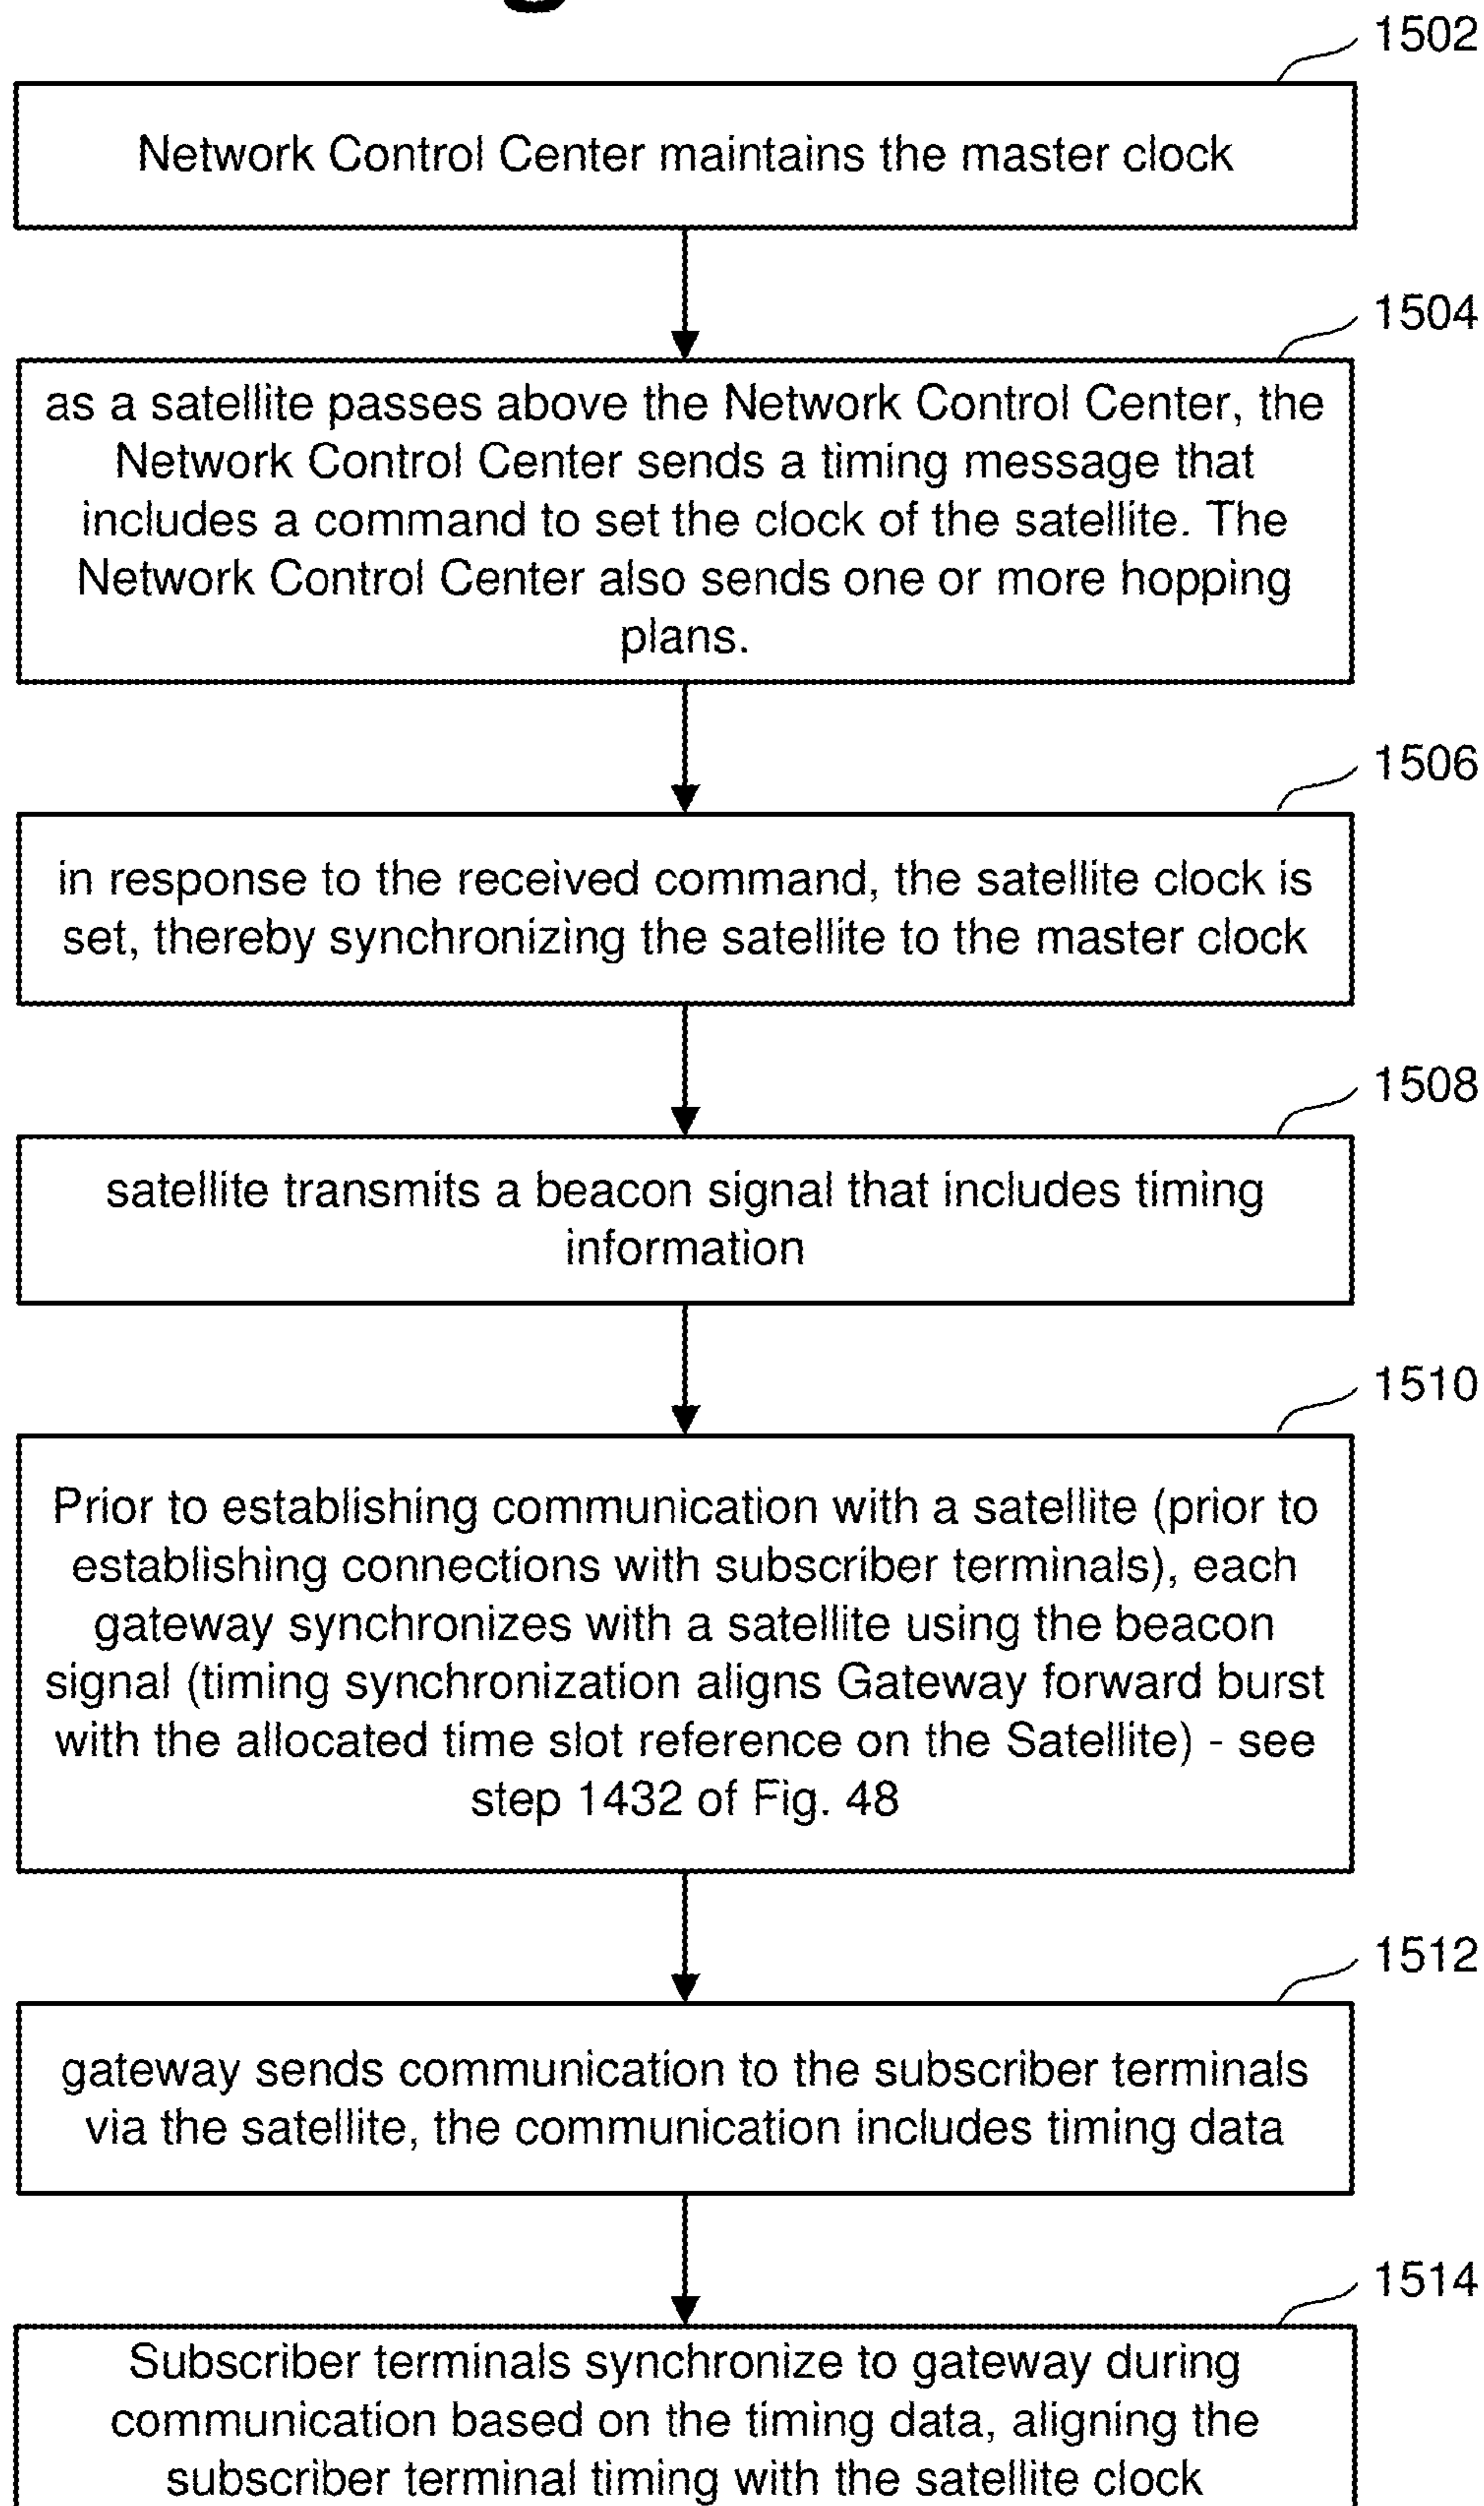 1502
Network Control Center maintains the master clock
1504
as a satellite passes above the Network Control Center, the
Network Control Center sends a timing message that
includes a command to set the clock of the satellite. The
Network Control Center also sends one or more hopping
plans.
1506
in response to the received command, the satellite clock is
set, thereby synchronizing the satellite to the master clock
1508
satellite transmits a beacon signal that includes timing
information
1510
Prior to establishing communication with a satellite (prior to
establishing connections with subscriber terminals), each
gateway synchronizes with a satellite using the beacon
signal (timing synchronization aligns Gateway forward burst
with the allocated time slot reference on the Satellite) - see
step 1432 of Fig. 48
1512
gateway sends communication to the subscriber terminals
via the satellite, the communication includes timing data
1514
Subscriber terminals synchronize to gateway during
communication based on the timing data, aligning the
subscriber terminal timing with the satellite clock